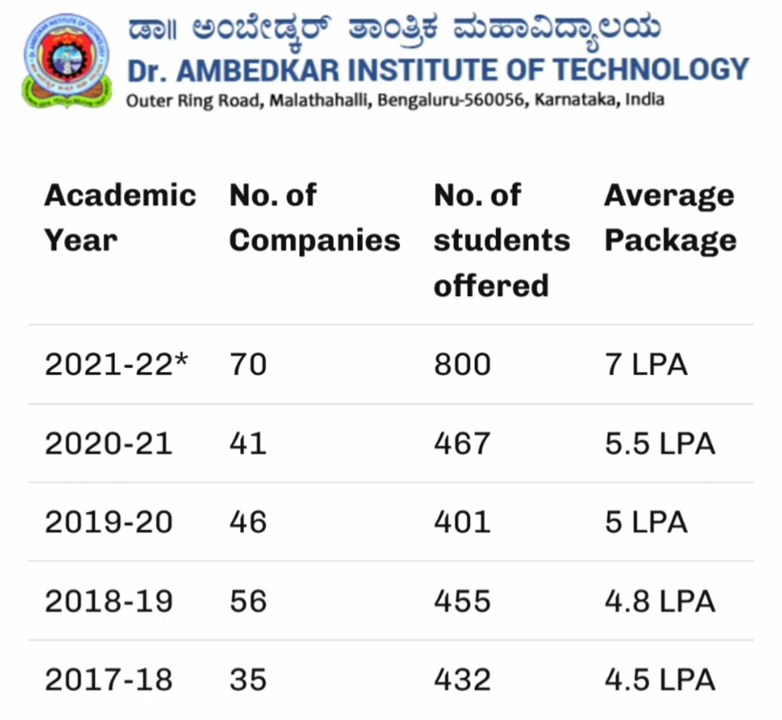 ಡಾ॥ ಅಂಬೇಡ್ಕರ್ ತಾಂತ್ರಿಕ ಮಹಾವಿದ್ಯಾಲಯ
Dr. AMBEDKAR INSTITUTE OF TECHNOLOGY
Outer Ring Road, Malathahalli, Bengaluru-560056, Karnataka, India
Academic Year No. of Companies No. of students offered Average Package
2021-22* 70 800 7 LPA
2020-21 41 467 5.5 LPA
2019-20 46 401 5 LPA
2018-19 56 455 4.8 LPA
2017-18 35 432 4.5 LPA